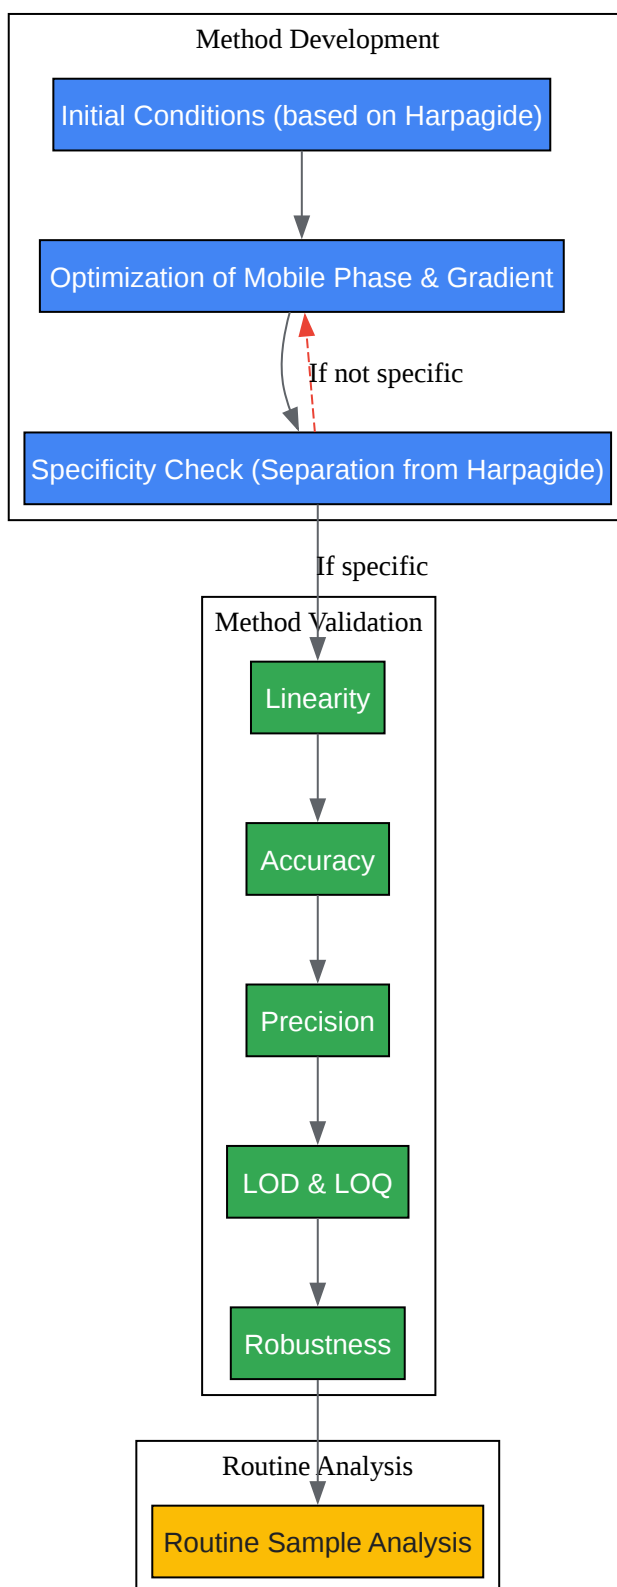 Method Development
Initial Conditions (based on Harpagide)
Optimization of Mobile Phase & Gradient
If not specific
Specificity Check (Separation from Harpagide)
If specific
Method Validation
Linearity
Accuracy
Precision
LOD & LOQ
Robustness
Routine Analysis
Routine Sample Analysis